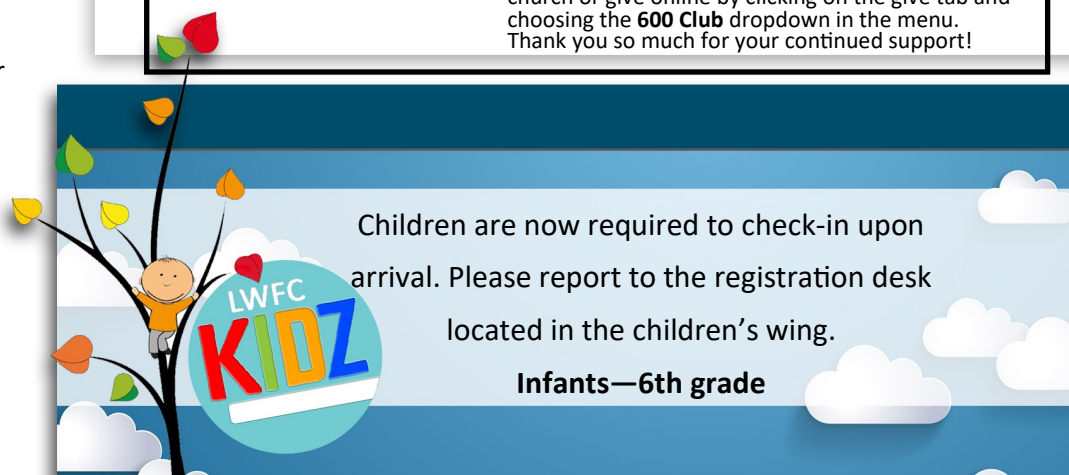 church or give online by clicking on the give tab and
choosing the 600 Club dropdown in the menu.
Thank you so much for your continued support!
r
Children are now required to check-in upon
arrival. Please report to the registration desk
located in the children's wing.
Infants—6th grade
LWFC
KIDZ